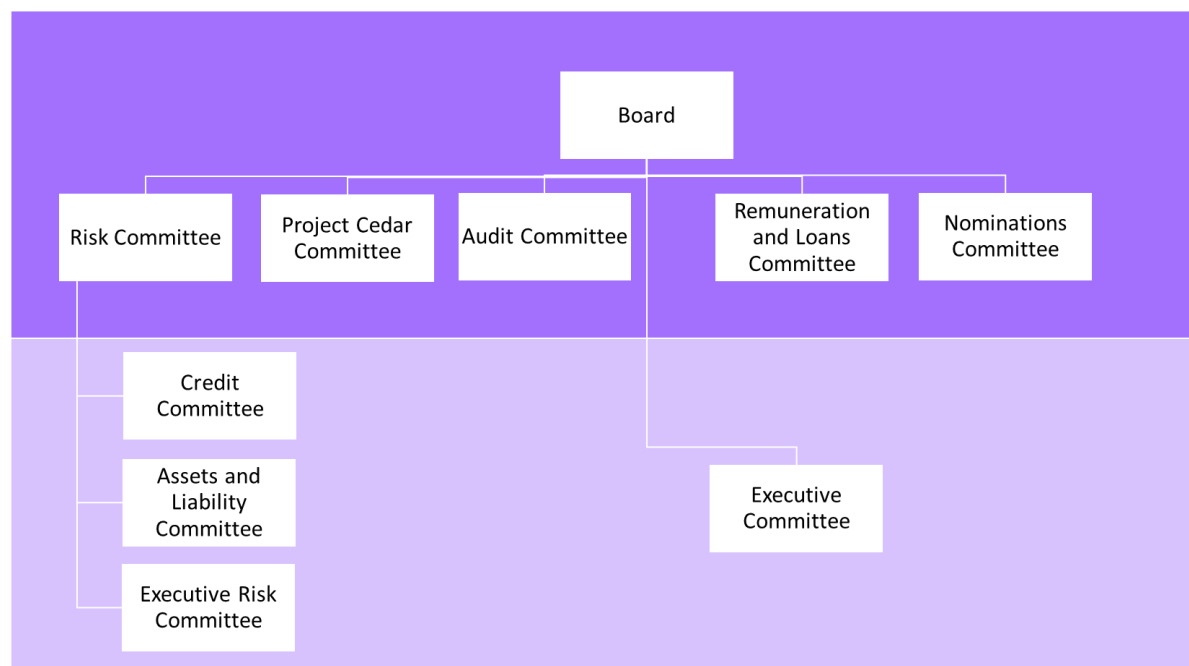 Board
Risk Committee
Project Cedar
Committee
Audit Committee
Remuneration
and Loans
Committee
Nominations
Committee
Credit
Committee
Assets and
Liability
Committee
Executive Risk
Committee
Executive
Committee